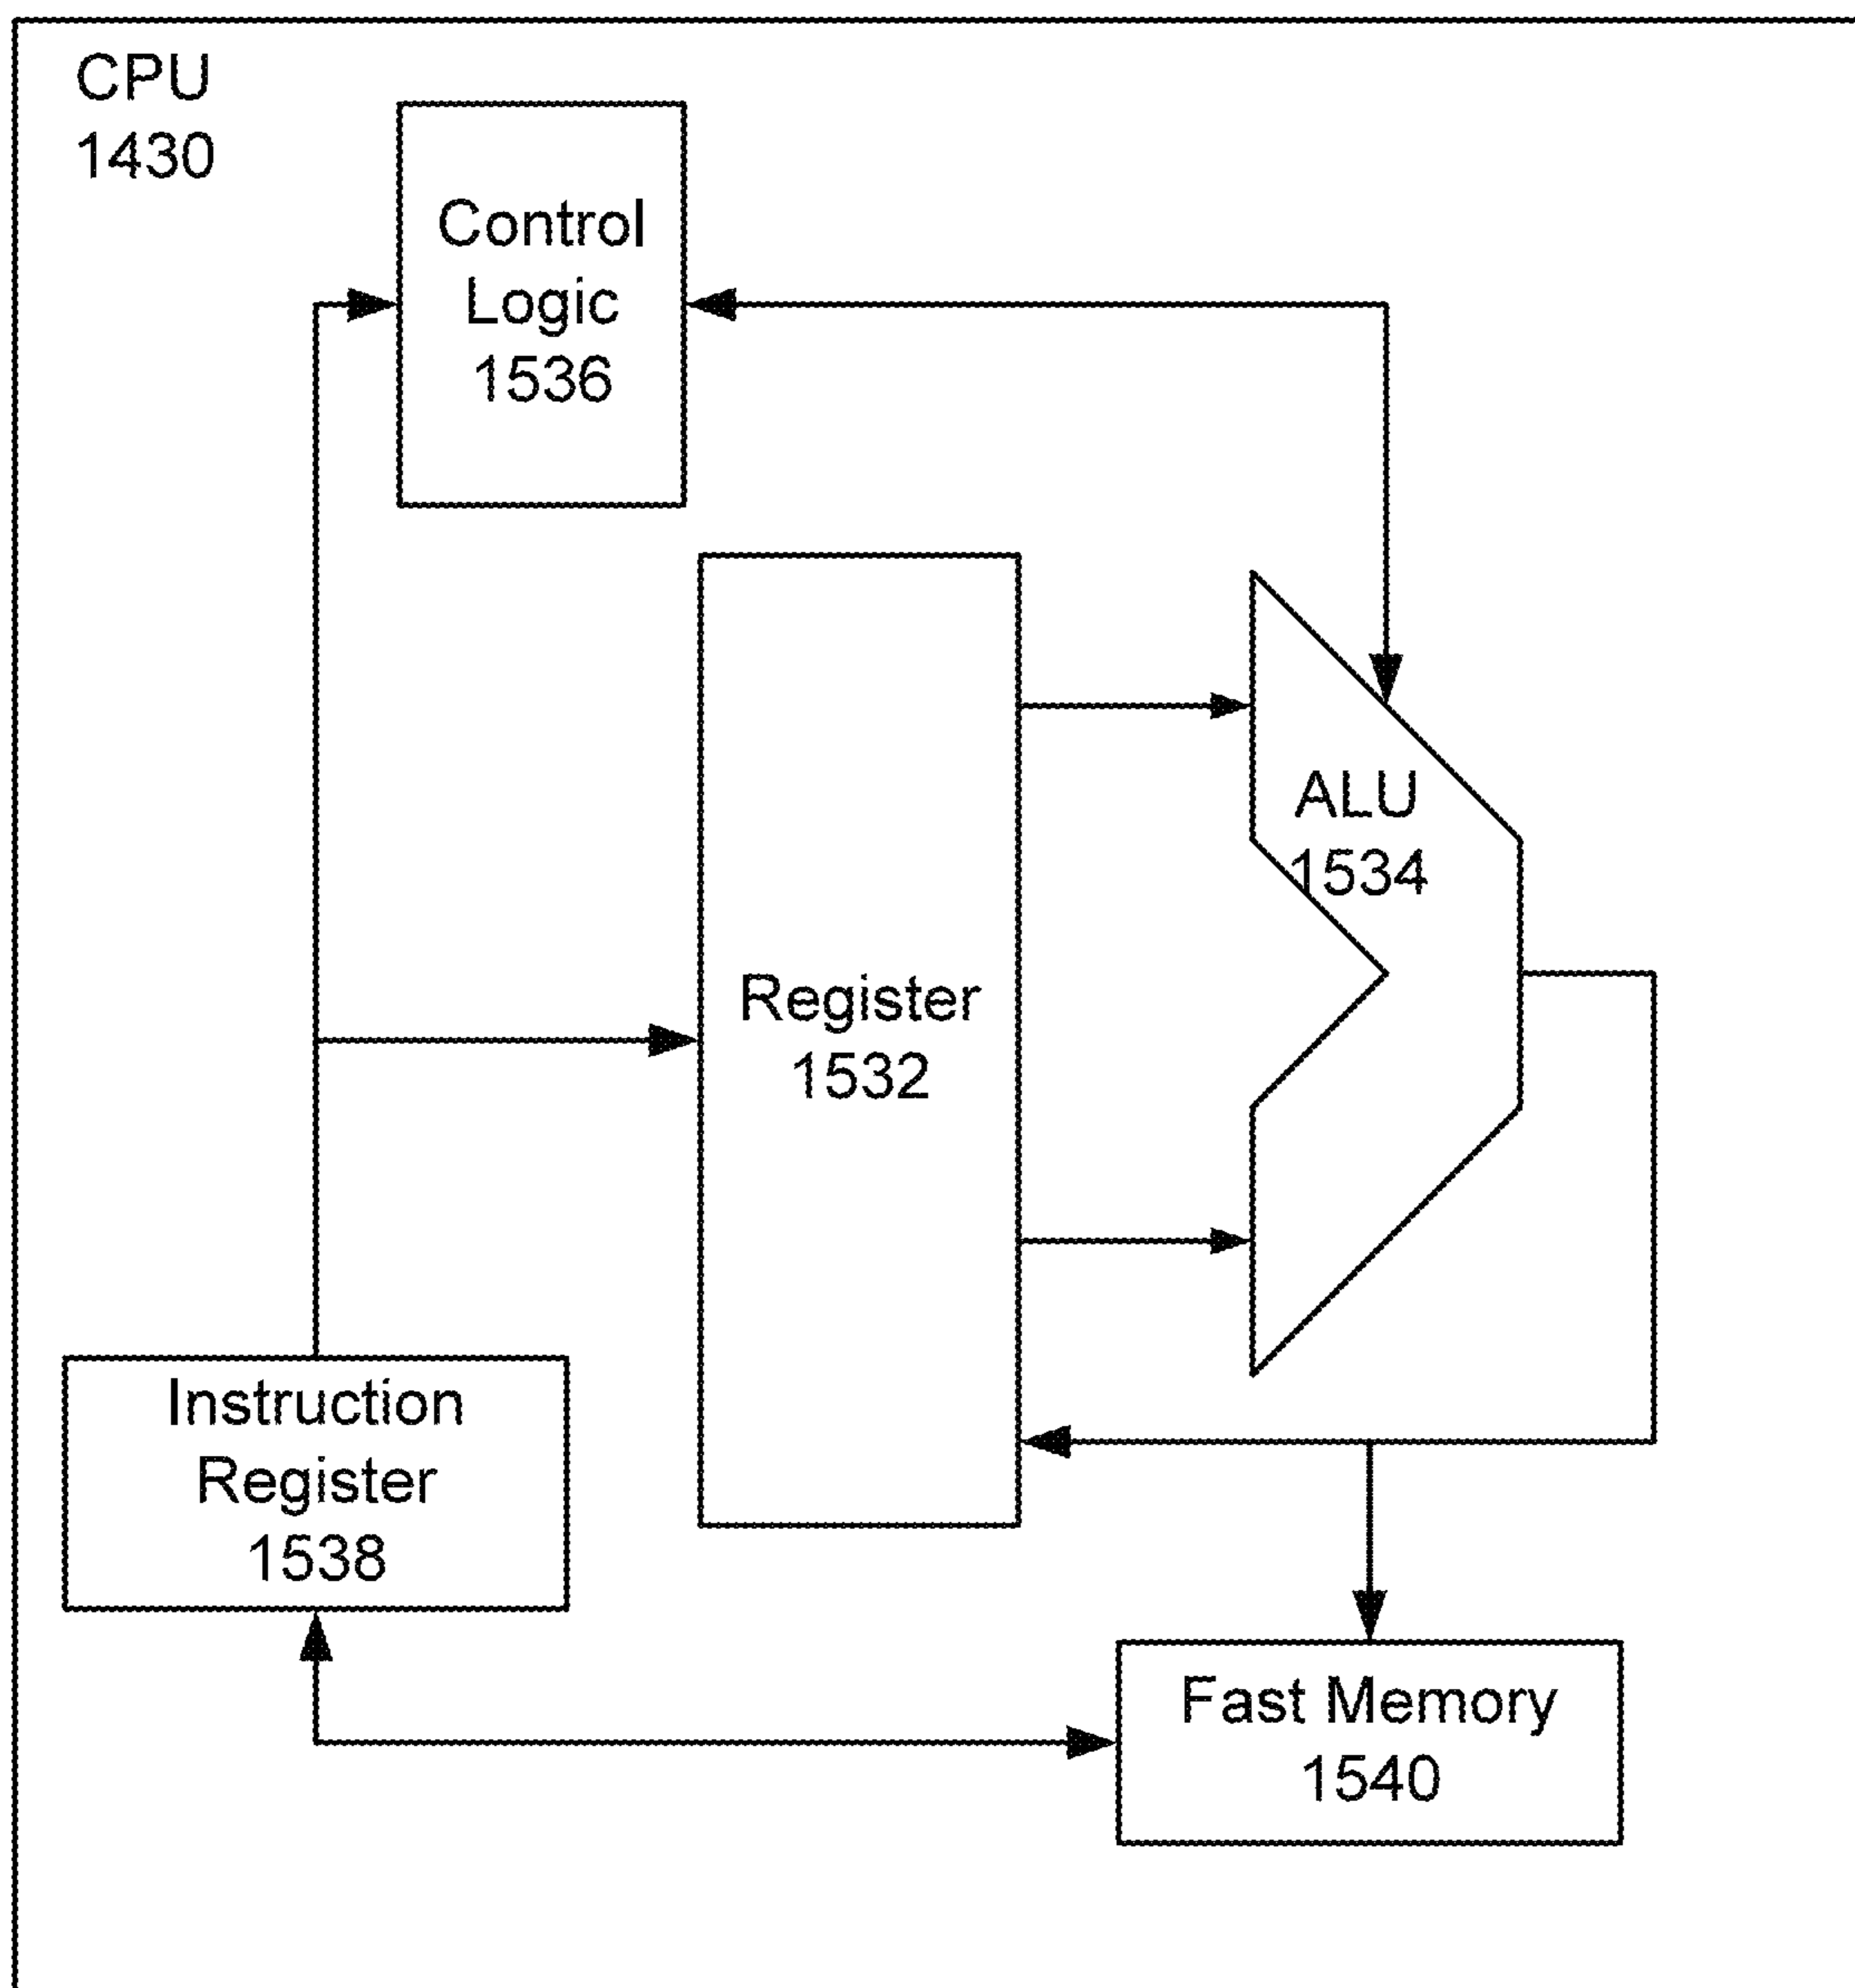 CPU
1430
Control
Logic
1536
ALU
1534
Register
1532
Instruction
Register
1538
Fast Memory
1540